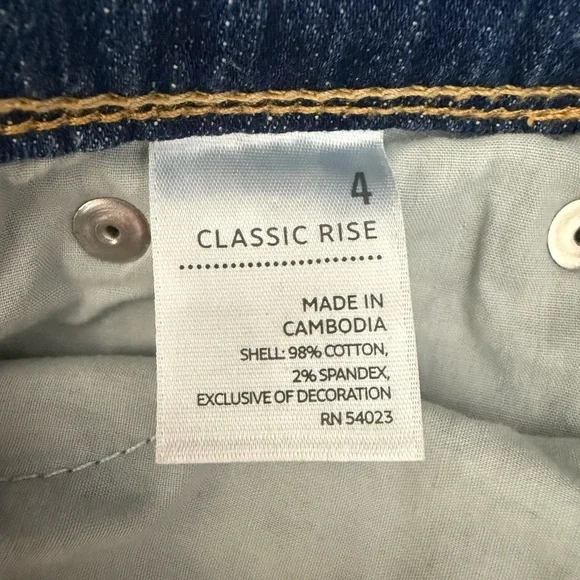 4
CLASSIC RISE
MADE IN
CAMBODIA
SHELL: 98% COTTON,
2% SPANDEX,
EXCLUSIVE OF DECORATION
RN 54023